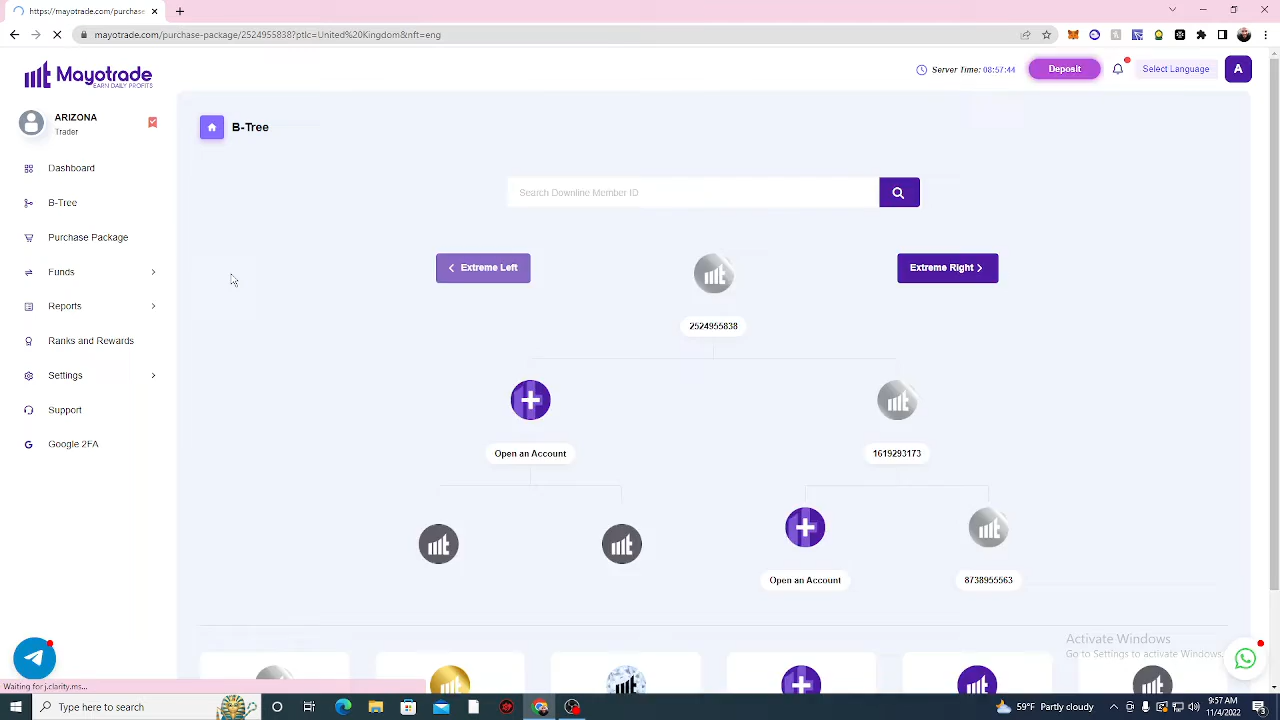 https://mayotrade.com/purchase
mayotrade.com/purchase-package/2524955838?ptlc=United%20Kingdom&nft=eng
Mayotrade
EARN DAILY PROFITS
Server Time: 08:57:44
Deposit
Select Language
A
ARIZONA
Trader
B-Tree
Dashboard
Search Downline Member ID
B-Tree
Purchase Package
Extreme Left
Extreme Right
Funds
Reports
2524955838
Ranks and Rewards
Settings
Support
Google 2FA
Open an Account
1619293173
Open an Account
8738955563
Activate Windows
Go to Settings to activate Windows.
Waiting for j.clarity.ms...
Type here to search
59°F Partly cloudy
9:57 AM
11/4/2022